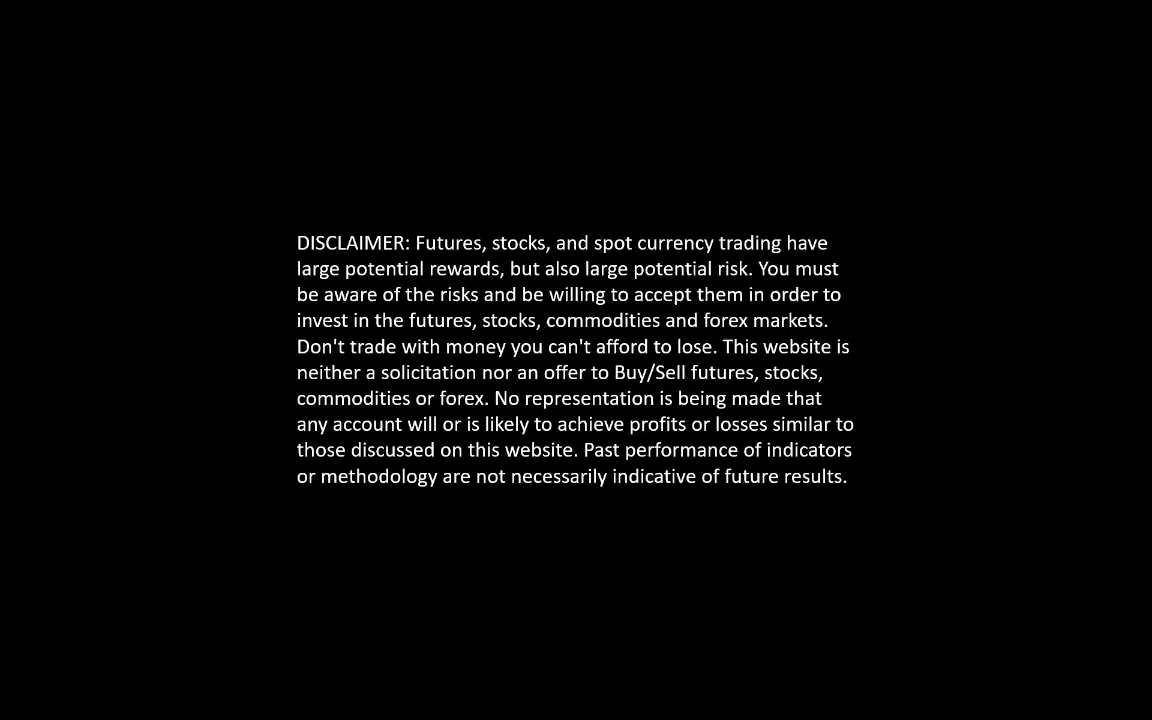 DISCLAIMER: Futures, stocks, and spot currency trading have
large potential rewards, but also large potential risk. You must
be aware of the risks and be willing to accept them in order to
invest in the futures, stocks, commodities and forex markets.
Don't trade with money you can't afford to lose. This website is
neither a solicitation nor an offer to Buy/Sell futures, stocks,
commodities or forex. No representation is being made that
any account will or is likely to achieve profits or losses similar to
those discussed on this website. Past performance of indicators
or methodology are not necessarily indicative of future results.